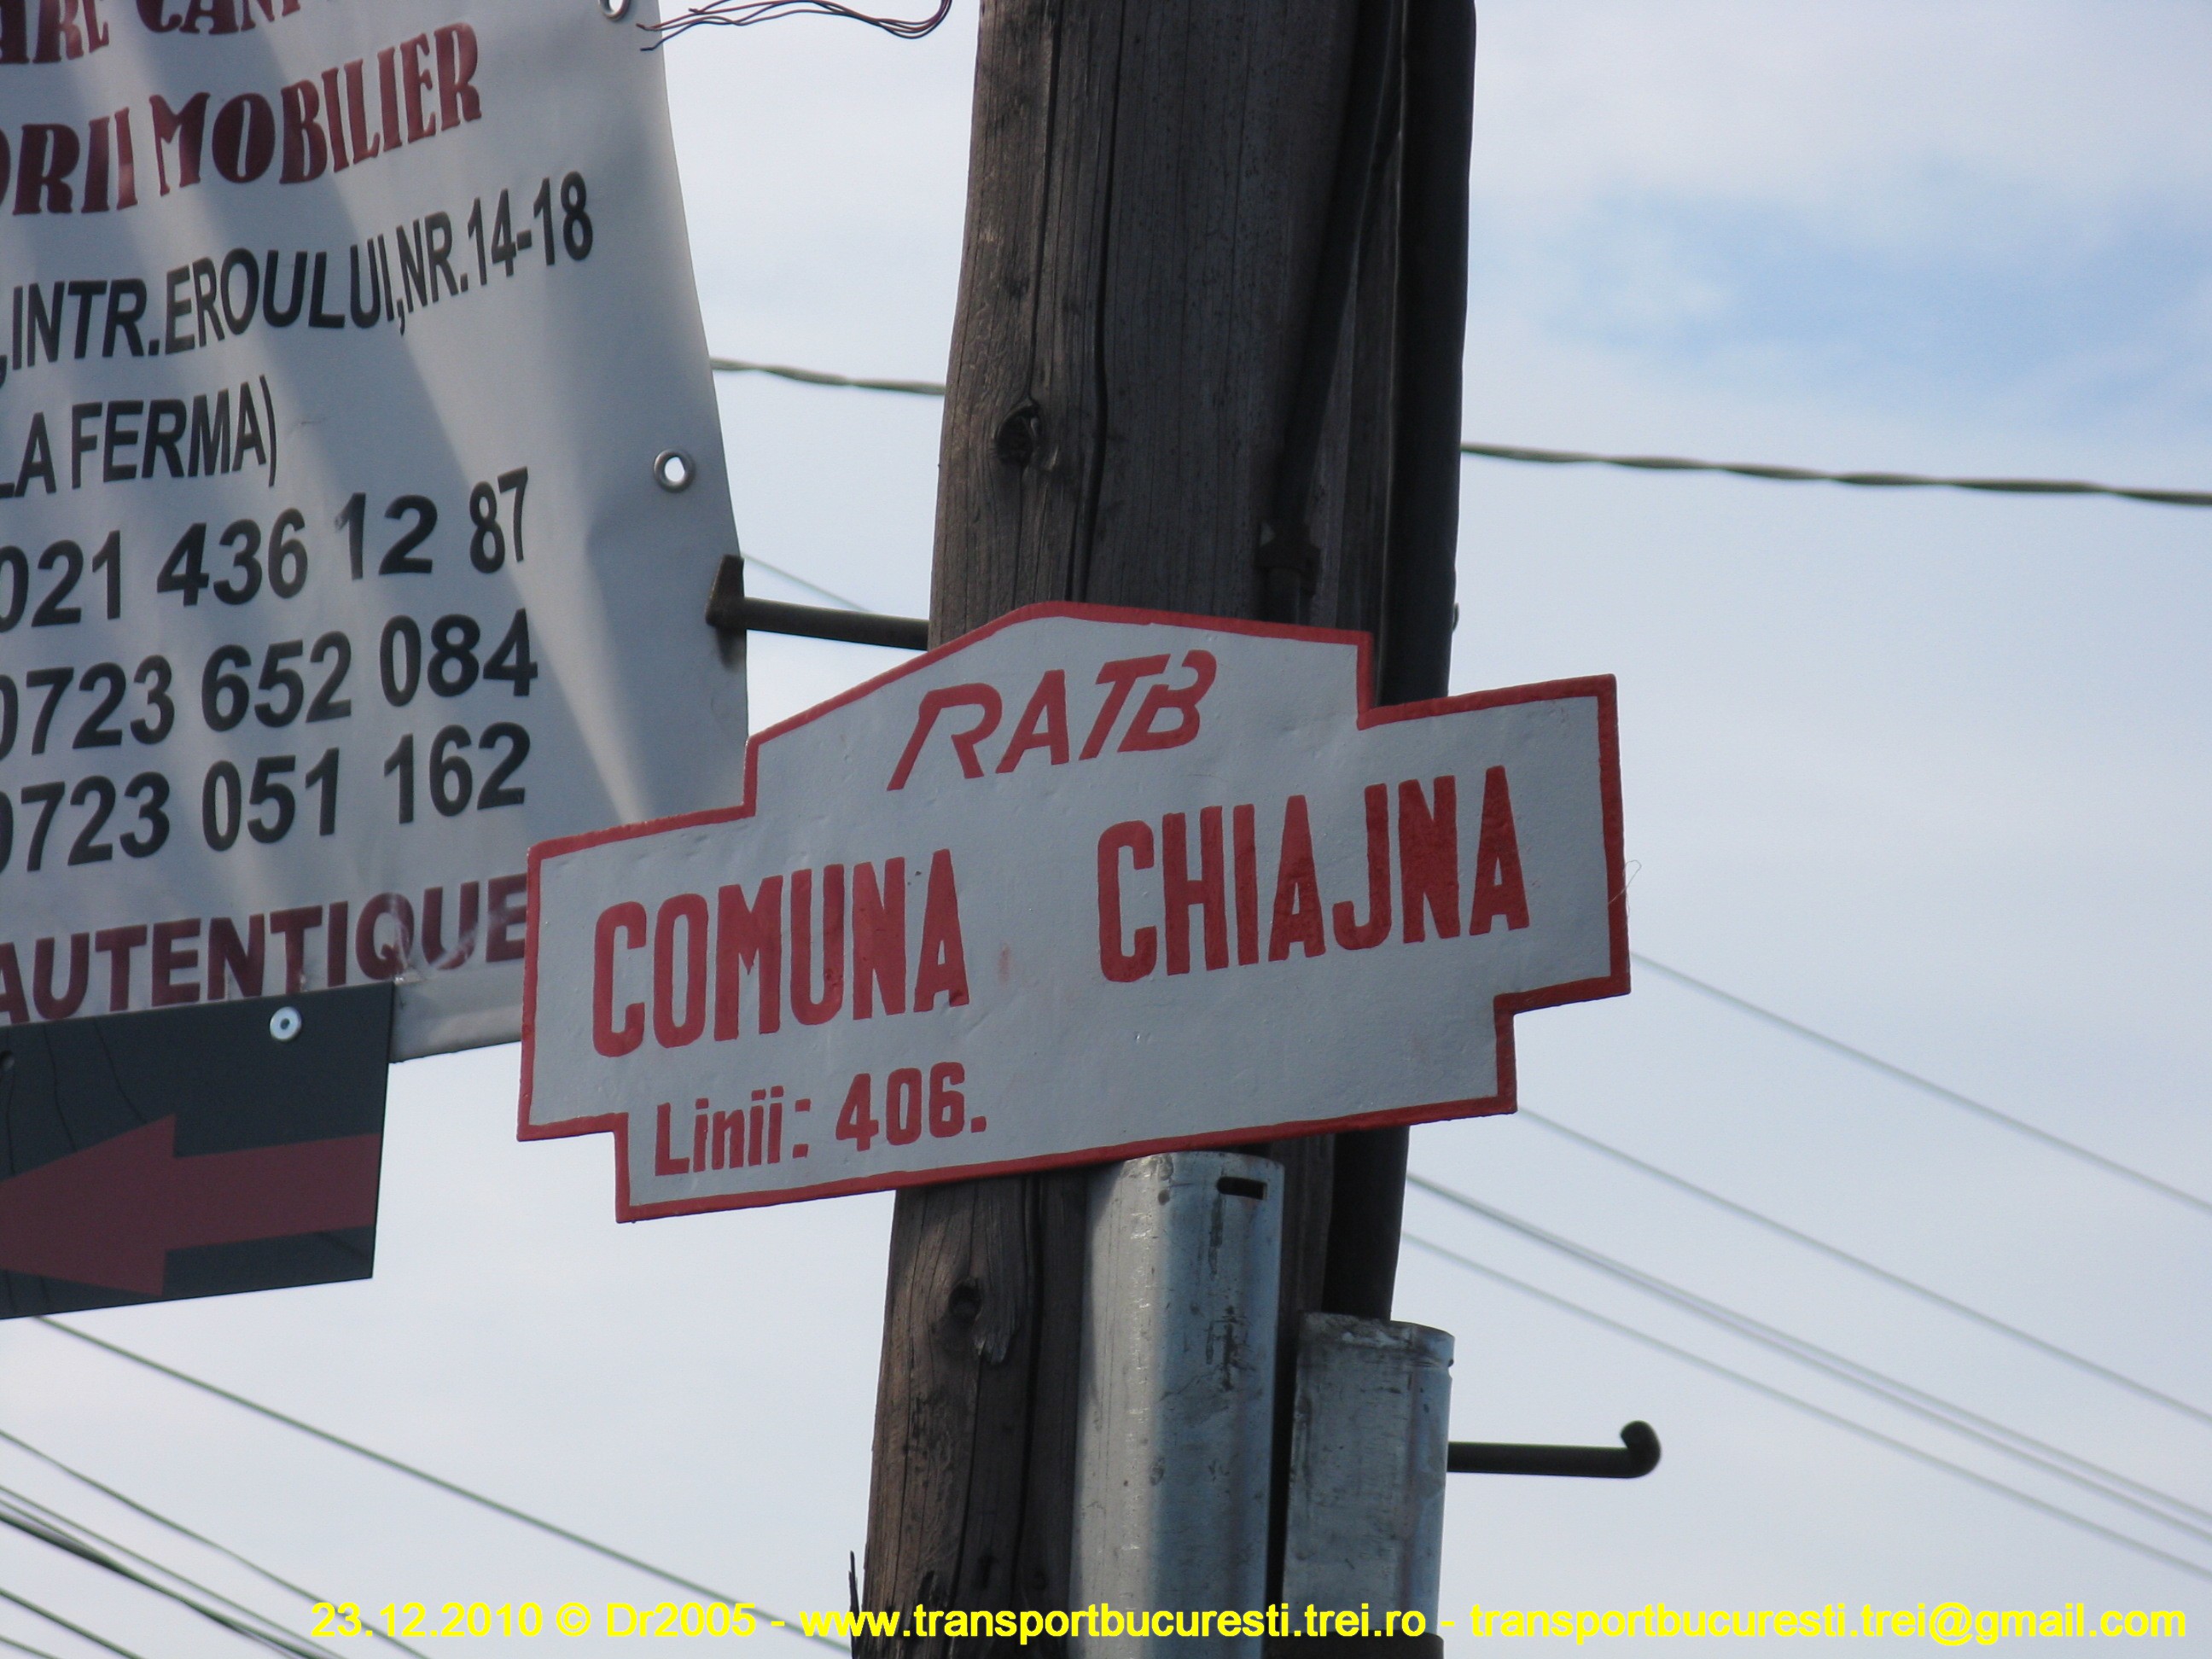 ORII MOBILIER
,INTR.EROULUI,NR.14-18
LA FERMA)
021 436 12 87
0723 652 084
0723 051 162
AUTENTIQUE
RATB
COMUNA CHIAJNA
Linii: 406.
23.12.2010 © Dr2005 - www.transportbucuresti.trei.ro - transportbucuresti.trei@gmail.com